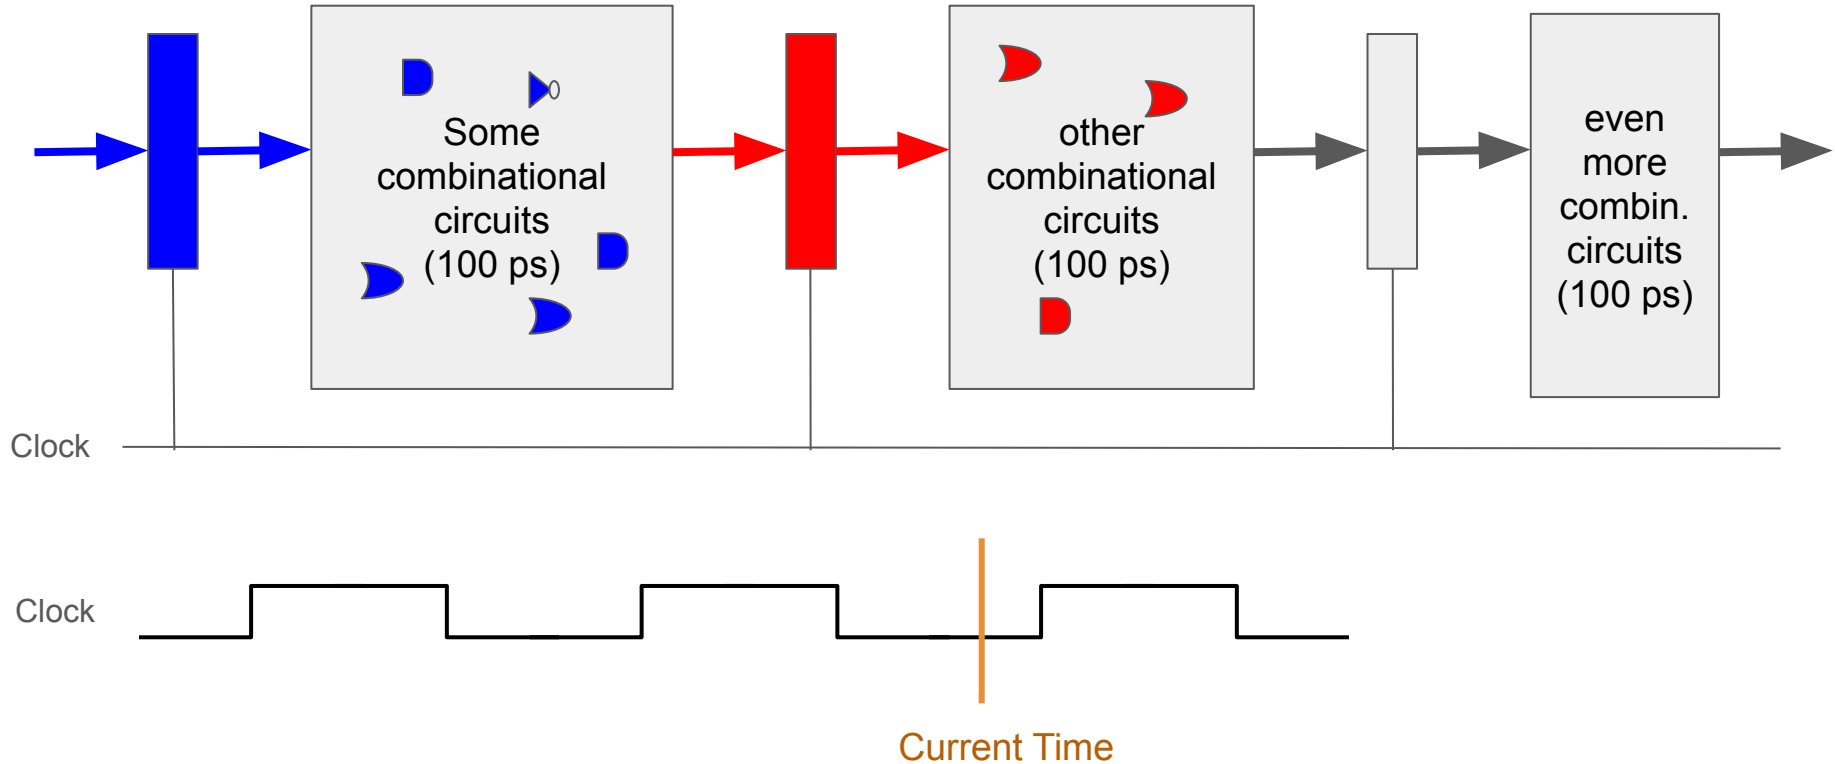 Some
combinational
circuits
(100 ps)
other
combinational
circuits
(100 ps)
even
more
combin.
circuits
(100 ps)
Clock
Clock
Current Time